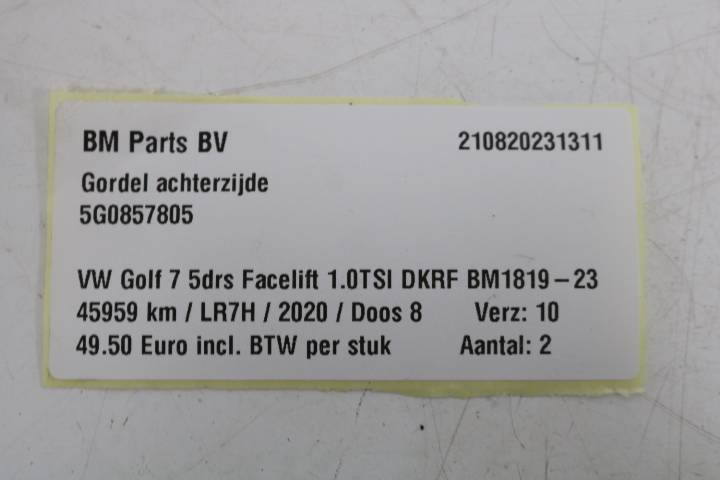 BM Parts BV 210820231311
Gordel achterzijde
5G0857805
VW Golf 7 5drs Facelift 1.0TSI DKRF BM1819-23
45959 km / LR7H / 2020 / Doos 8 Verz: 10
49.50 Euro incl. BTW per stuk Aantal: 2